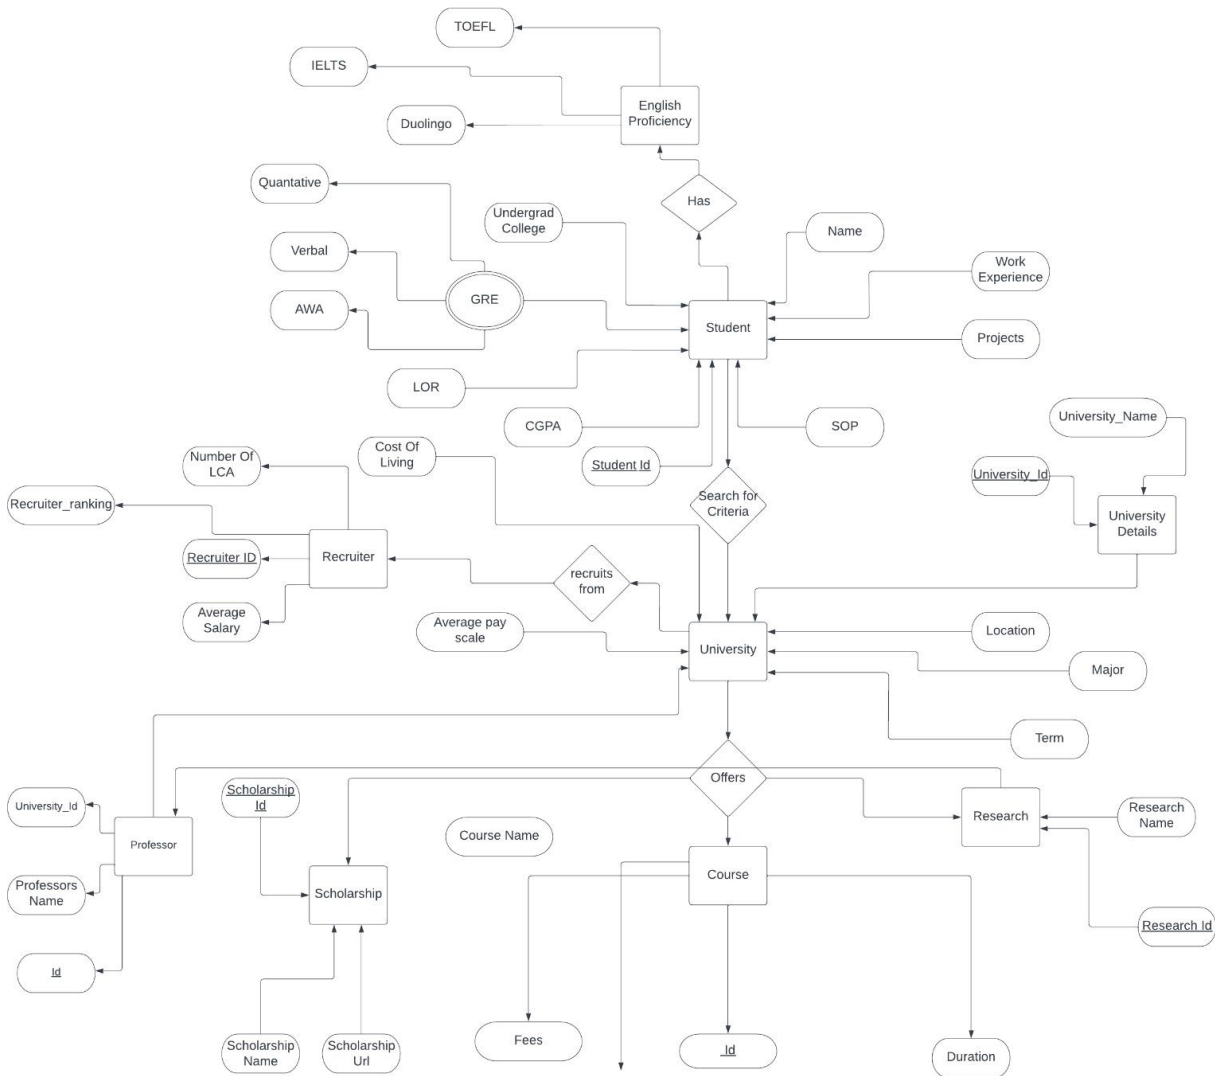 TOEFL
IELTS
English
Proficiency
Duolingo
Quantative
Has
Undergrad
College
Name
Verbal
Work
Experience
GRE
AWA
Student
Projects
LOR
CGPA
SOP
University_Name
Cost Of
Living
Number Of
LCA
Student Id
University_Id
Search for
Criteria
Recruiter_ranking
University
Details
Recruiter ID
Recruiter
recruits
from
Average
Salary
Average pay
scale
Location
University
Major
Term
Offers
Scholarship
Id
University_Id
Research
Name
Research
Course Name
Professor
Course
Professors
Name
Scholarship
Research Id
Id
Fees
Id
Scholarship
Name
Scholarship
Url
Duration